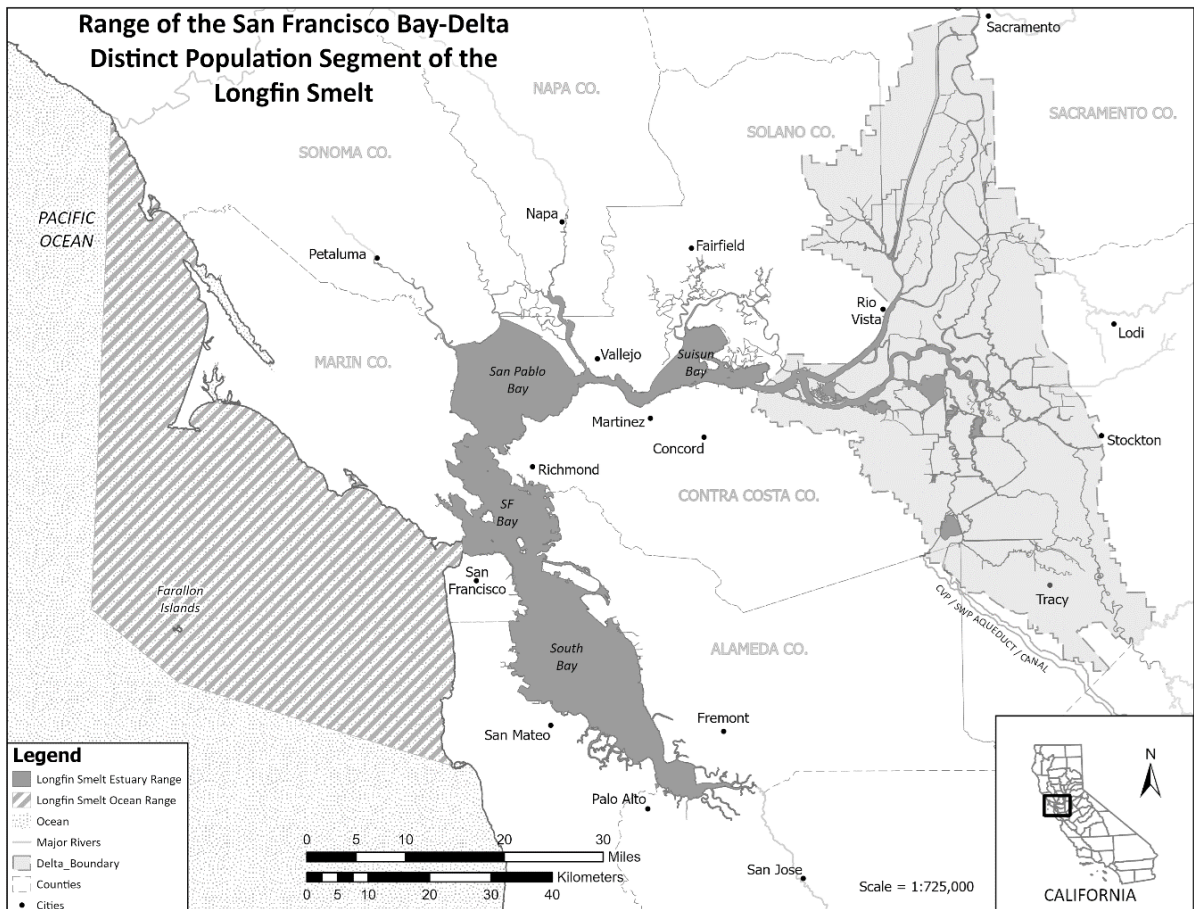 Range of the San Francisco Bay-Delta
Distinct Population Segment of the
Longfin Smelt
Sacramento
NAPA CO.
SACRAMENTO CO.
SOLANO CO.
SONOMA CO.
PACIFIC
OCEAN
Napa
Petaluma
Fairfield
Rio
Vista
Lodi
MARIN CO.
Vallejo
Suisun
Bay
San Pablo
Bay
Martinez
Concord
Stockton
Richmond
CONTRA COSTA CO.
SF
Bay
San
Francisco
Farallon
Islands
Tracy
CVP / SWP AQUEDUCT / CANAL
South
Bay
ALAMEDA CO.
Fremont
San Mateo
Palo Alto
San Jose
Legend
Longfin Smelt Estuary Range
Longfin Smelt Ocean Range
Ocean
Major Rivers
Delta_Boundary
Counties
Cities
0 5 10 20 30
Miles
Kilometers
0 5 10 20 30 40
Scale = 1:725,000
N
CALIFORNIA